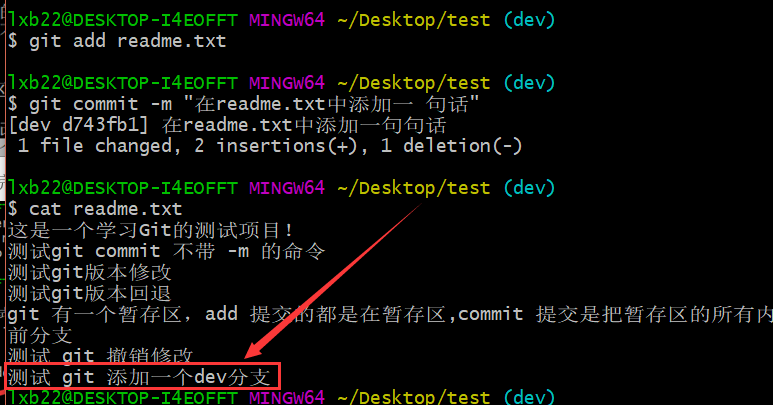 lxb22@DESKTOP-I4EOFFT MINGW64 ~/Desktop/test (dev)
$ git add readme.txt
lxb22@DESKTOP-I4EOFFT MINGW64 ~/Desktop/test (dev)
$ git commit -m "在readme.txt中添加一 句话"
[dev d743fb1] 在readme.txt中添加一句句话
1 file changed, 2 insertions(+), 1 deletion(-)
lxb22@DESKTOP-I4EOFFT MINGW64 ~/Desktop/test (dev)
$ cat readme.txt
这是一个学习Git的测试项目!
测试git commit 不带 -m 的命令
测试git版本修改
测试git版本回退
git 有一个暂存区, add 提交的都是在暂存区,commit 提交是把暂存区的所有内
前分支
测试 git 撤销修改
测试 git 添加一个dev分支
lxb22@DESKTOP-I4EOFFT MINGW64 ~/Desktop/test (dev)